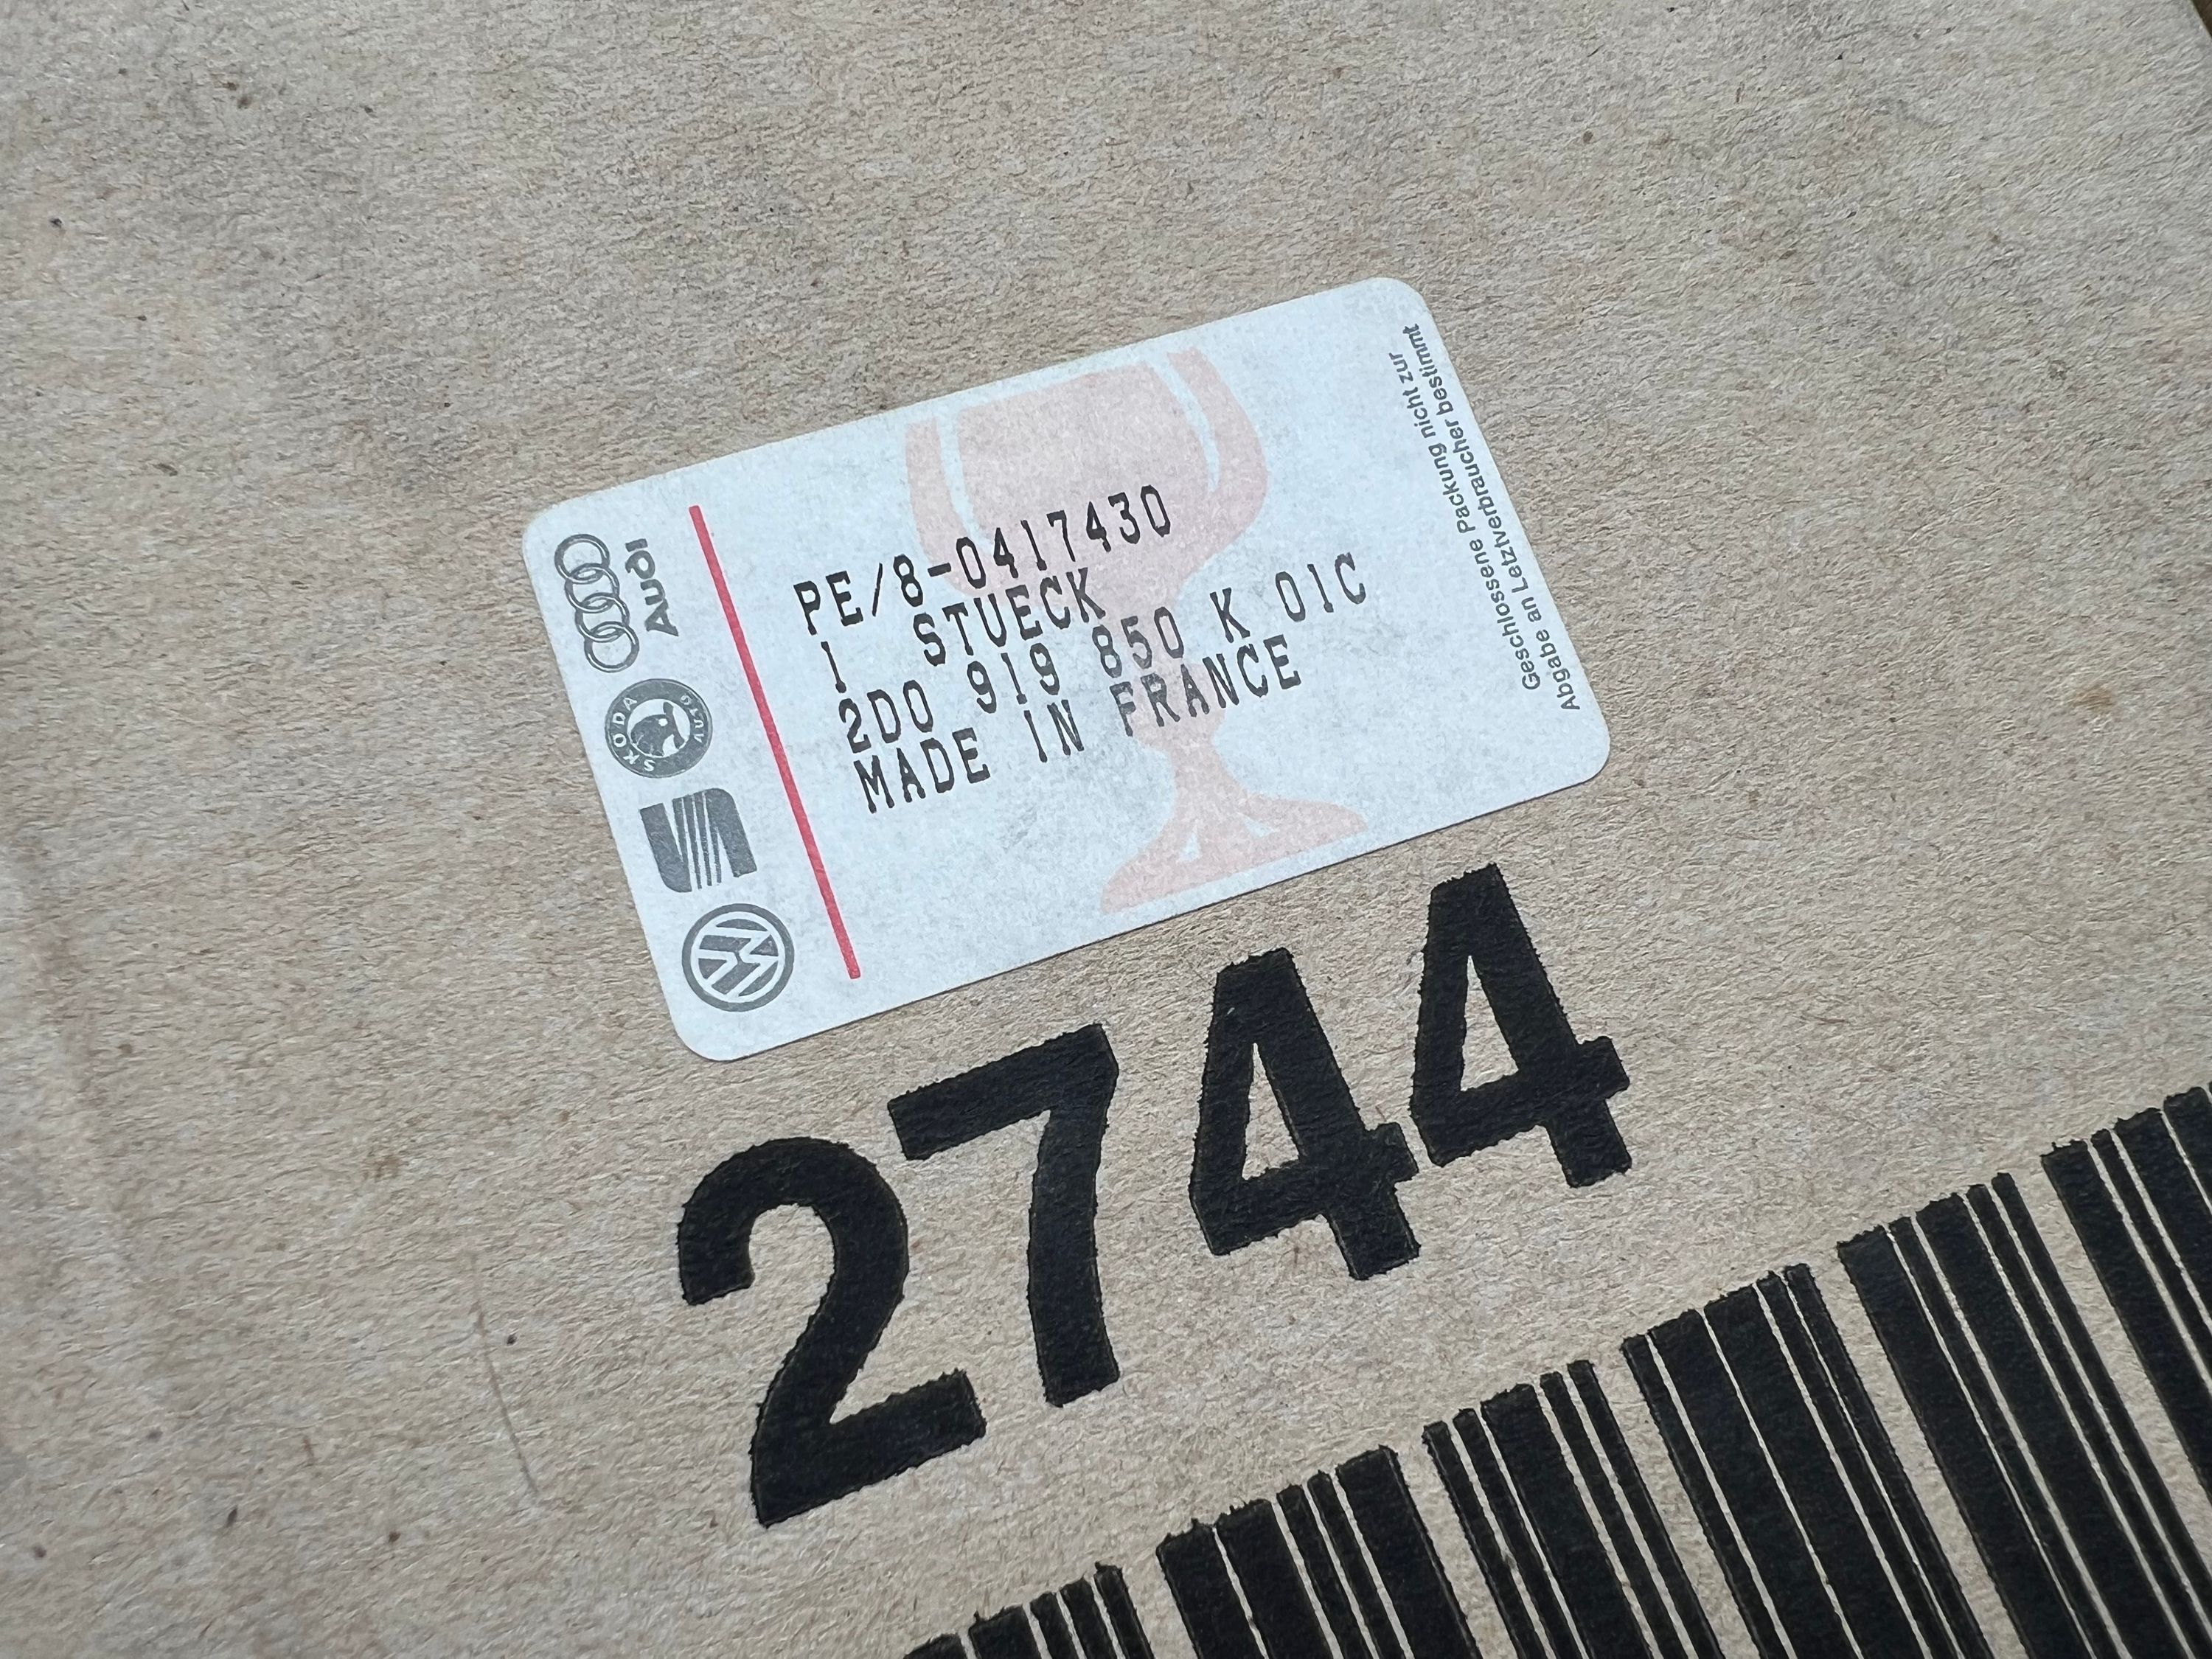 Audi
SKODA
AUTO
PE/8-0417430
1 STUECK
2D0 919 850 K 01C
MADE IN FRANCE
Geschlossene Packung nicht zur
Abgabe an Letztverbraucher bestimmt
2744